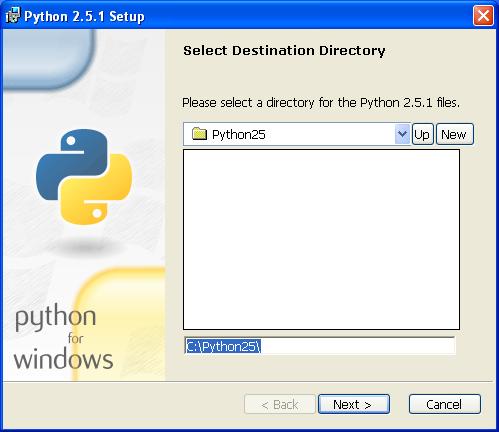 Python 2.5.1 Setup
Select Destination Directory
Please select a directory for the Python 2.5.1 files.
Python25
Up
New
C:\Python25\
python
for
windows
< Back
Next >
Cancel